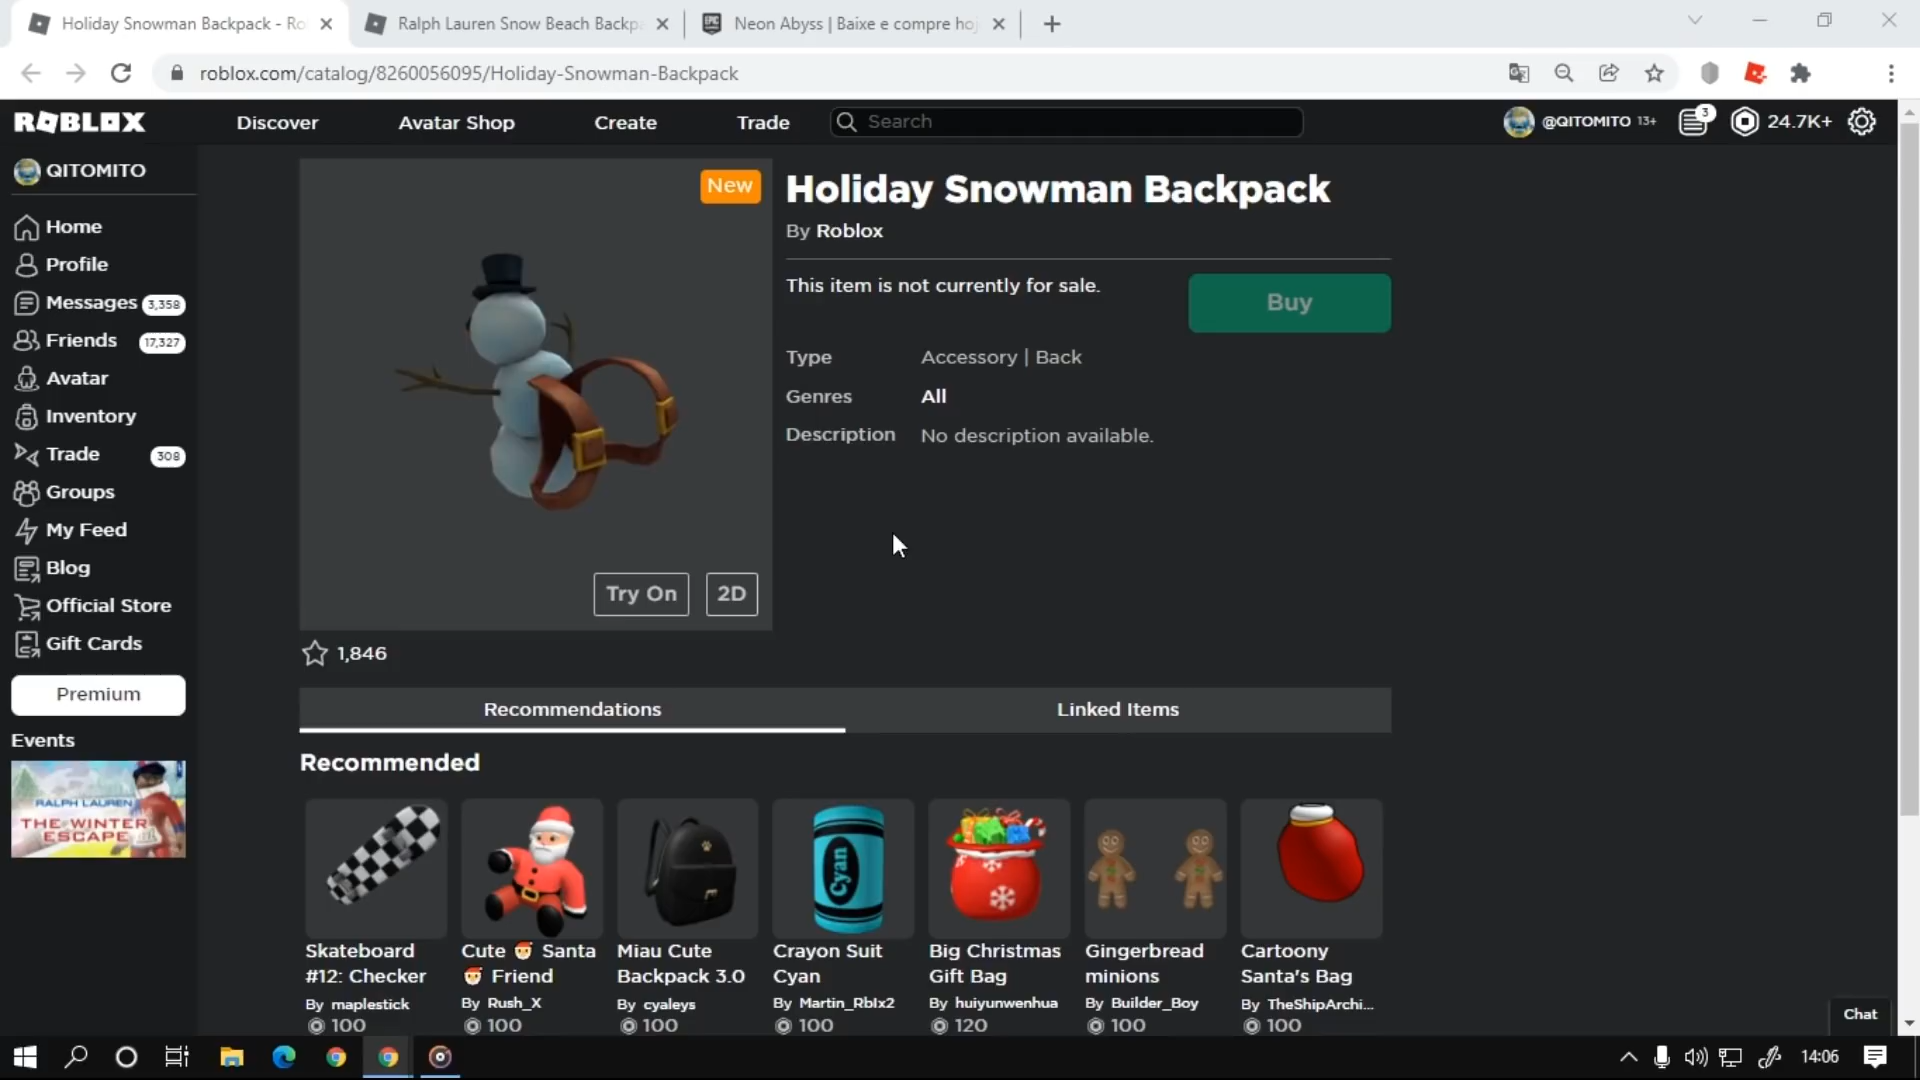 Holiday Snowman Backpack - Ro
Ralph Lauren Snow Beach Backpa
Neon Abyss | Baixe e compre hoj
roblox.com/catalog/8260056095/Holiday-Snowman-Backpack
ROBLOX
Discover
Avatar Shop
Create
Trade
Search
@QITOMITO 13+
3
24.7K+
QITOMITO
Home
Profile
Messages 3,358
Friends 17,327
Avatar
Inventory
Trade 308
Groups
My Feed
Blog
Official Store
Gift Cards
Premium
Events
RALPH LAUREN
THE WINTER
ESCAPE
New
Try On
2D
1,846
Holiday Snowman Backpack
By Roblox
This item is not currently for sale.
Buy
Type Accessory | Back
Genres All
Description No description available.
Recommendations
Linked Items
Recommended
Cyan
Skateboard
#12: Checker
By maplestick
100
Cute 🎅 Santa
🎅 Friend
By Rush_X
100
Miau Cute
Backpack 3.0
By cyaleys
100
Crayon Suit
Cyan
By Martin_Rblx2
100
Big Christmas
Gift Bag
By huiyunwenhua
120
Gingerbread
minions
By Builder_Boy
100
Cartoony
Santa's Bag
By TheShipArchi...
100
Chat
14:06